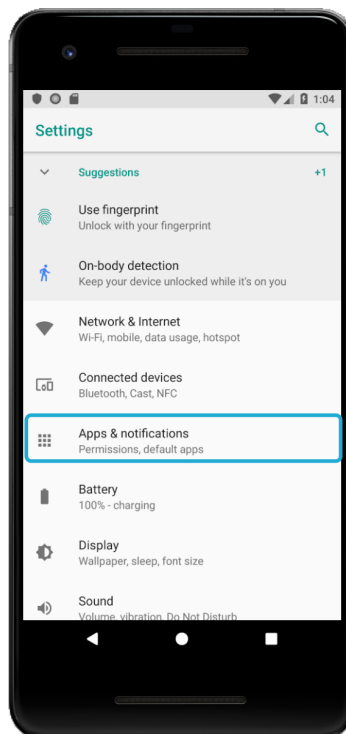 1:04
Settings
Suggestions +1
Use fingerprint
Unlock with your fingerprint
On-body detection
Keep your device unlocked while it's on you
Network & Internet
Wi-Fi, mobile, data usage, hotspot
Connected devices
Bluetooth, Cast, NFC
Apps & notifications
Permissions, default apps
Battery
100% - charging
Display
Wallpaper, sleep, font size
Sound
Volume, vibration, Do Not Disturb